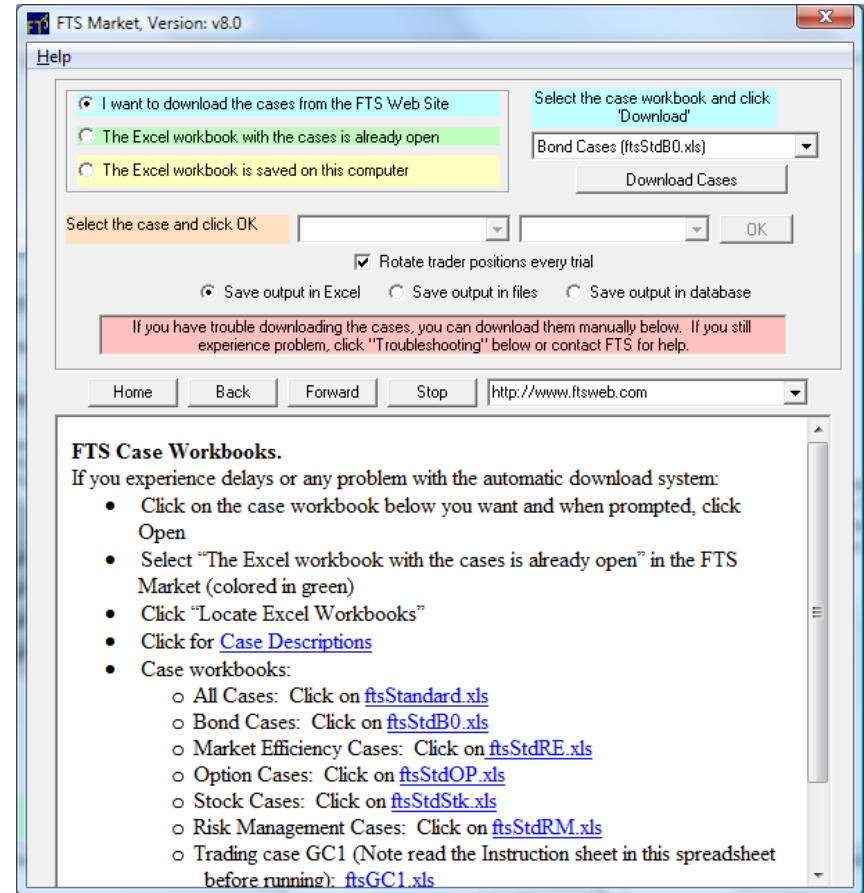 FTS Market, Version: v8.0
Help
I want to download the cases from the FTS Web Site
The Excel workbook with the cases is already open
The Excel workbook is saved on this computer
Select the case workbook and click
'Download'
Bond Cases (ftsStdB0.xls)
Download Cases
Select the case and click OK
OK
Rotate trader positions every trial
Save output in Excel
Save output in files
Save output in database
If you have trouble downloading the cases, you can download them manually below. If you still
experience problem, click "Troubleshooting" below or contact FTS for help.
Home
Back
Forward
Stop
http://www.ftsweb.com
FTS Case Workbooks.
If you experience delays or any problem with the automatic download system:
• Click on the case workbook below you want and when prompted, click
Open
• Select “The Excel workbook with the cases is already open” in the FTS
Market (colored in green)
• Click “Locate Excel Workbooks”
• Click for Case Descriptions
• Case workbooks:
o All Cases: Click on ftsStandard.xls
o Bond Cases: Click on ftsStdB0.xls
o Market Efficiency Cases: Click on ftsStdRE.xls
o Option Cases: Click on ftsStdOP.xls
o Stock Cases: Click on ftsStdStk.xls
o Risk Management Cases: Click on ftsStdRM.xls
o Trading case GC1 (Note read the Instruction sheet in this spreadsheet
before running): ftsGC1.xls